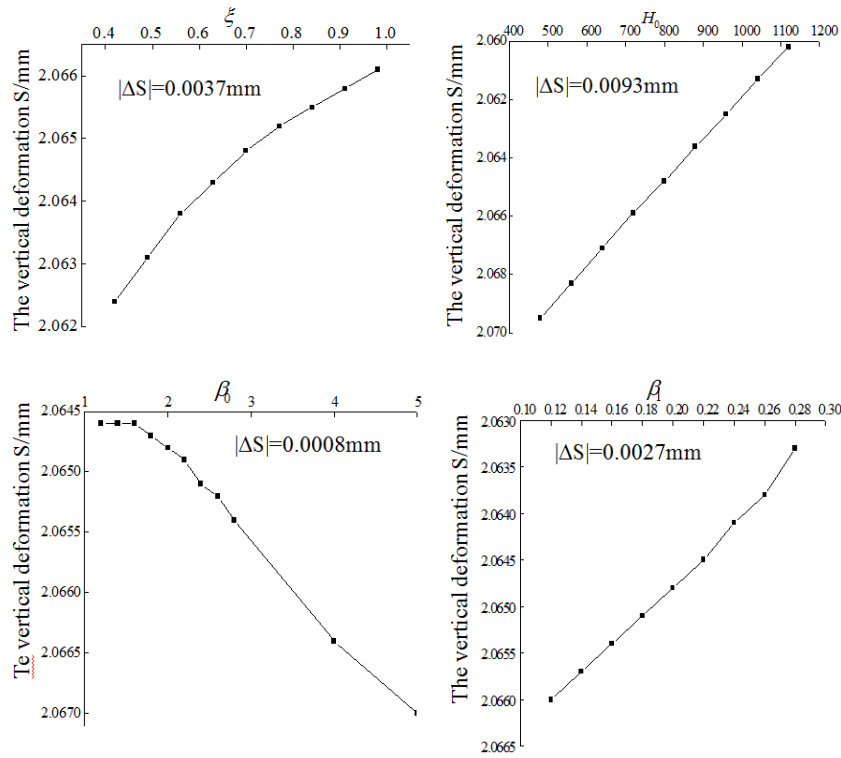 ξ
0.4 0.5 0.6 0.7 0.8 0.9 1.0
2.066
2.065
2.064
2.063
2.062
The vertical deformation S/mm
|ΔS|=0.0037mm
H₀
400 500 600 700 800 900 1000 1100 1200
2.060
2.062
2.064
2.066
2.068
2.070
The vertical deformation S/mm
|ΔS|=0.0093mm
β₀
1 2 3 4 5
2.0645
2.0650
2.0655
2.0660
2.0665
2.0670
Te vertical deformation S/mm
|ΔS|=0.0008mm
β₁
0.10 0.12 0.14 0.16 0.18 0.20 0.22 0.24 0.26 0.28 0.30
2.0630
2.0635
2.0640
2.0645
2.0650
2.0655
2.0660
2.0665
The vertical deformation S/mm
|ΔS|=0.0027mm